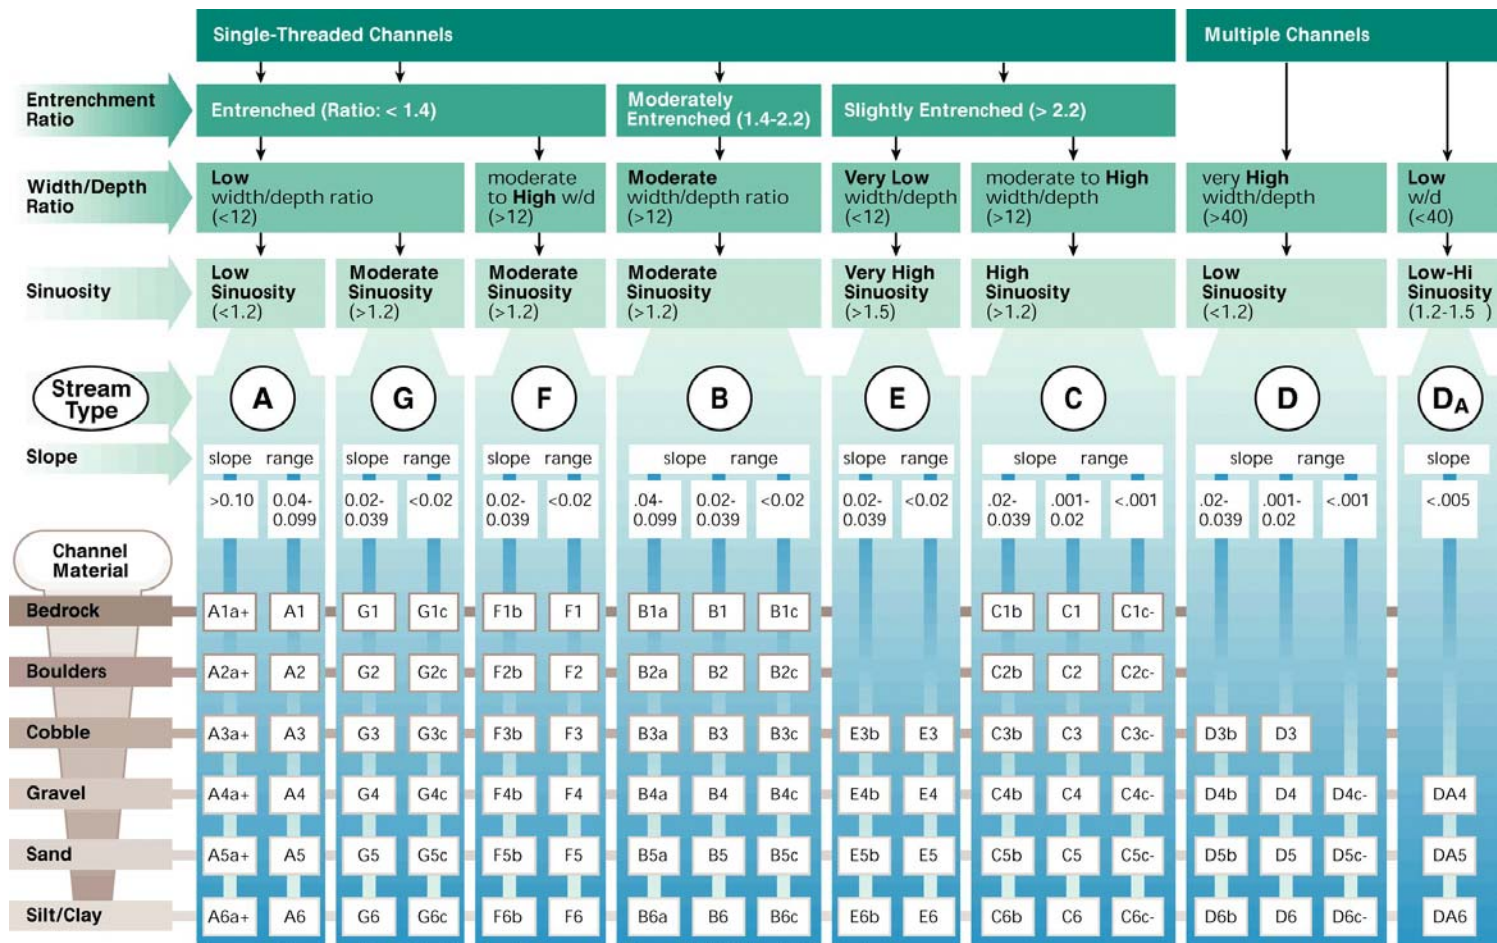 Single-Threaded Channels
Multiple Channels
Entrenchment
Ratio
Entrenched (Ratio: < 1.4)
Moderately
Entrenched (1.4-2.2)
Slightly Entrenched (> 2.2)
Width/Depth
Ratio
Low
width/depth ratio
(<12)
moderate
to High w/d
(>12)
Moderate
width/depth ratio
(>12)
Very Low
width/depth
(<12)
moderate to High
width/depth
(>12)
very High
width/depth
(>40)
Low
w/d
(<40)
Sinuosity
Low
Sinuosity
(<1.2)
Moderate
Sinuosity
(>1.2)
Moderate
Sinuosity
(>1.2)
Moderate
Sinuosity
(>1.2)
Very High
Sinuosity
(>1.5)
High
Sinuosity
(>1.2)
Low
Sinuosity
(<1.2)
Low-Hi
Sinuosity
(1.2-1.5 )
Stream
Type
A G F B E C D DA
Slope
slope range
slope range
slope range
slope range
slope range
slope range
slope range
slope
>0.10
0.04-
0.099
0.02-
0.039
<0.02
0.02-
0.039
<0.02
.04-
0.099
0.02-
0.039
<0.02
0.02-
0.039
<0.02
.02-
0.039
.001-
0.02
<.001
.02-
0.039
.001-
0.02
<.001
<.005
Channel
Material
Bedrock A1a+ A1 G1 G1c F1b F1 B1a B1 B1c C1b C1 C1c-
Boulders A2a+ A2 G2 G2c F2b F2 B2a B2 B2c C2b C2 C2c-
Cobble A3a+ A3 G3 G3c F3b F3 B3a B3 B3c E3b E3 C3b C3 C3c- D3b D3
Gravel A4a+ A4 G4 G4c F4b F4 B4a B4 B4c E4b E4 C4b C4 C4c- D4b D4 D4c- DA4
Sand A5a+ A5 G5 G5c F5b F5 B5a B5 B5c E5b E5 C5b C5 C5c- D5b D5 D5c- DA5
Silt/Clay A6a+ A6 G6 G6c F6b F6 B6a B6 B6c E6b E6 C6b C6 C6c- D6b D6 D6c- DA6